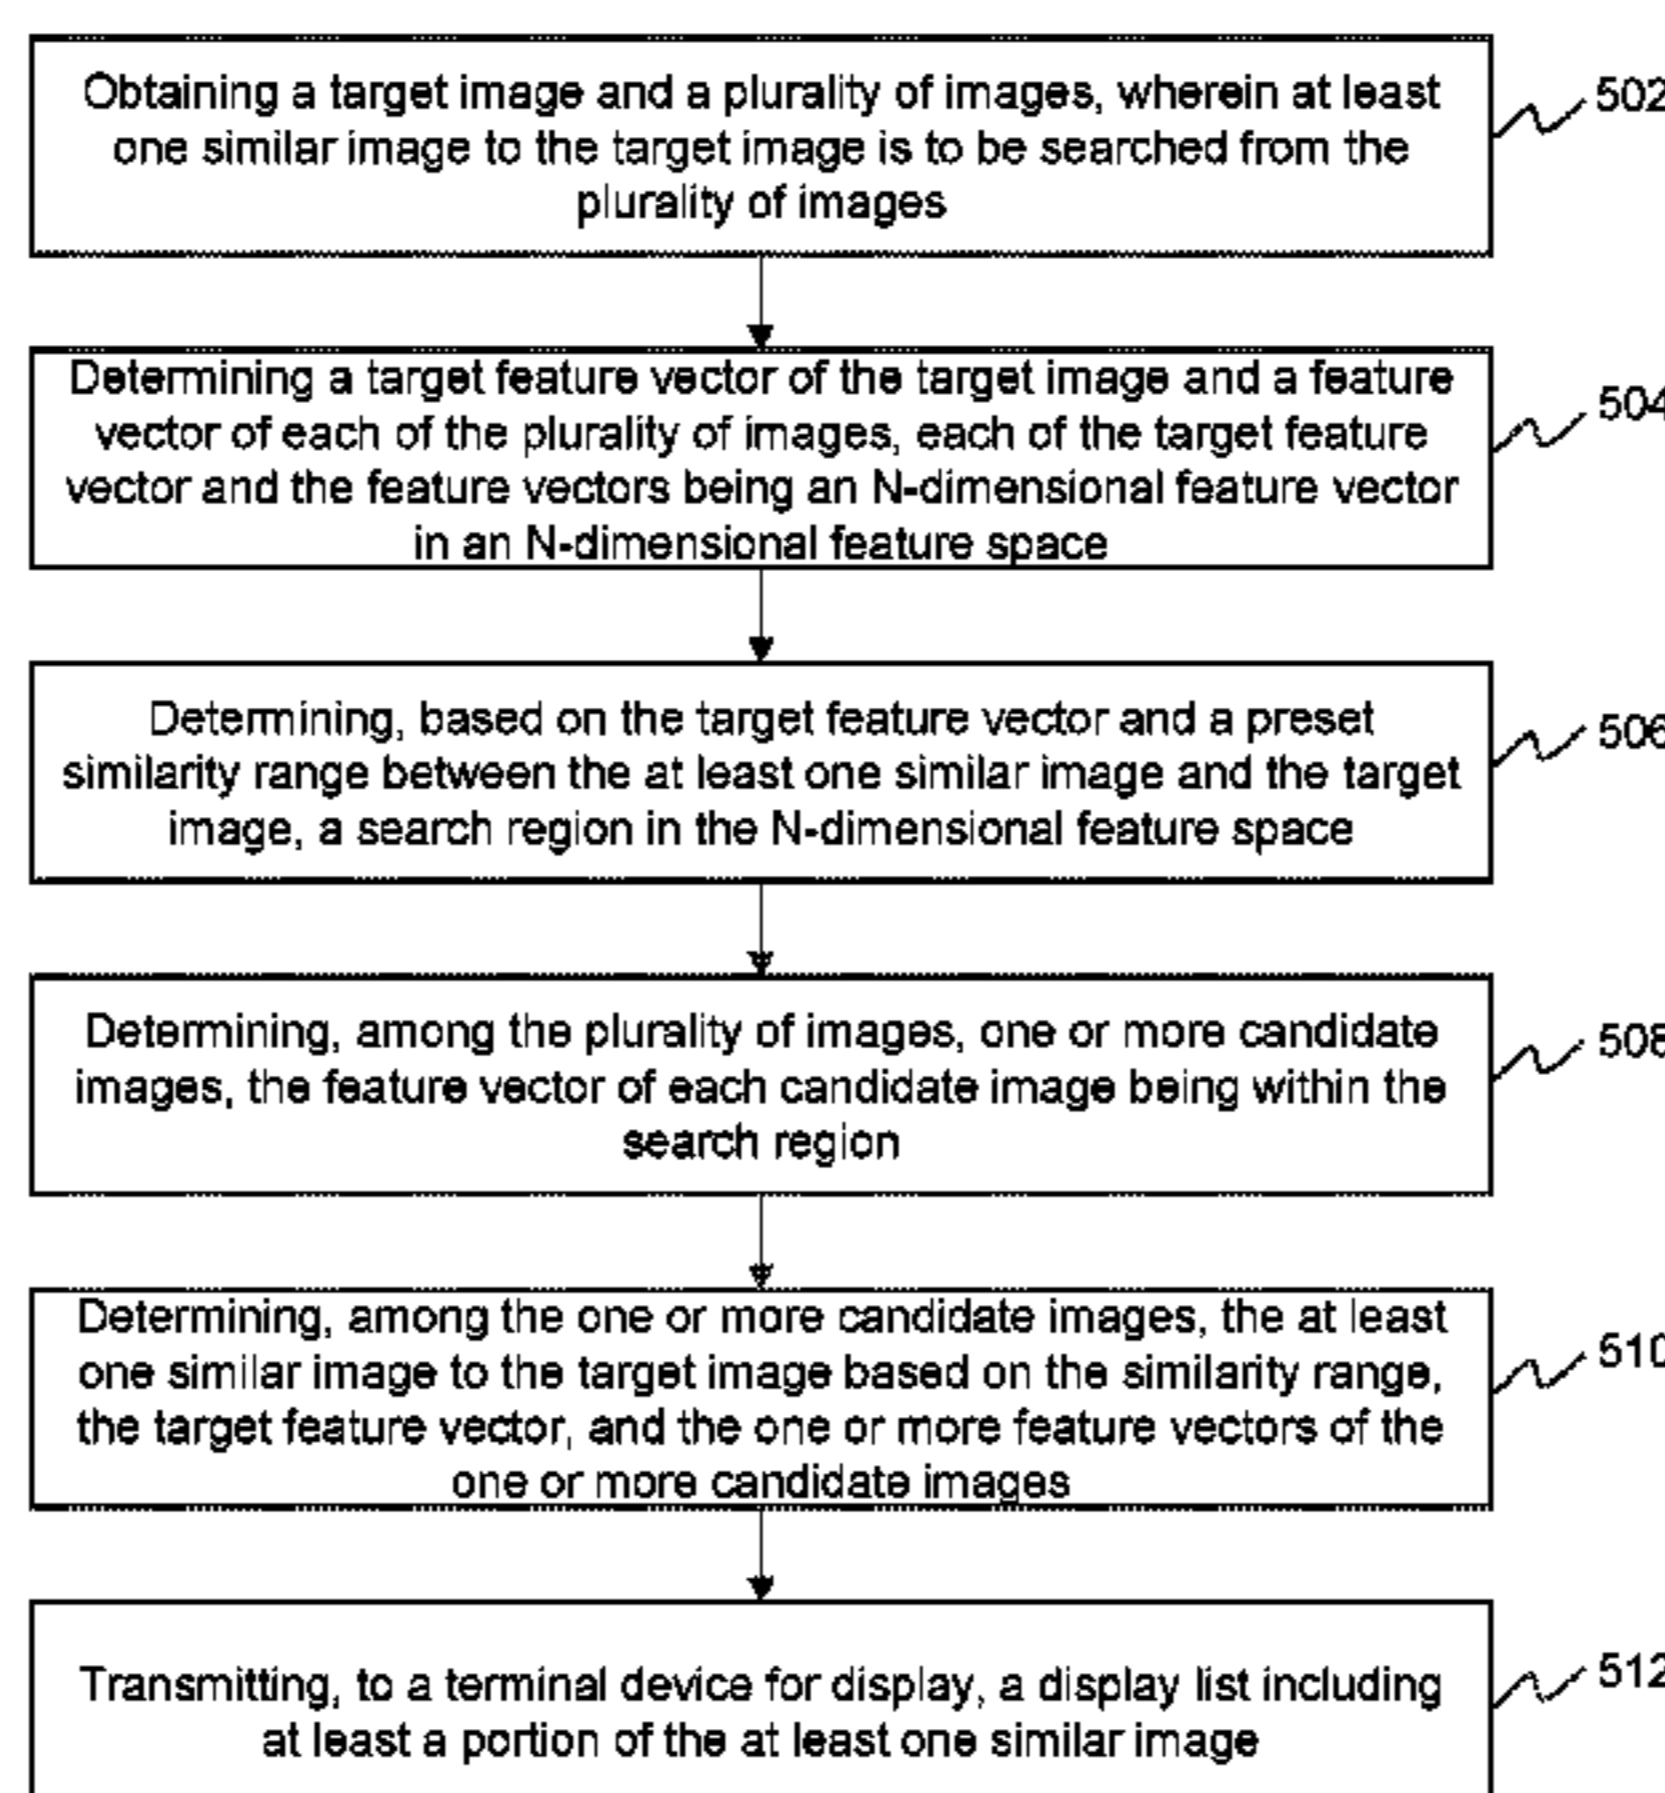 Obtaining a target image and a plurality of images, wherein at least
one similar image to the target image is to be searched from the
plurality of images
502
Determining a target feature vector of the target image and a feature
vector of each of the plurality of images, each of the target feature
vector and the feature vectors being an N-dimensional feature vector
in an N-dimensional feature space
504
Determining, based on the target feature vector and a preset
similarity range between the at least one similar image and the target
image, a search region in the N-dimensional feature space
506
Determining, among the plurality of images, one or more candidate
images, the feature vector of each candidate image being within the
search region
508
Determining, among the one or more candidate images, the at least
one similar image to the target image based on the similarity range,
the target feature vector, and the one or more feature vectors of the
one or more candidate images
510
Transmitting, to a terminal device for display, a display list including
at least a portion of the at least one similar image
512